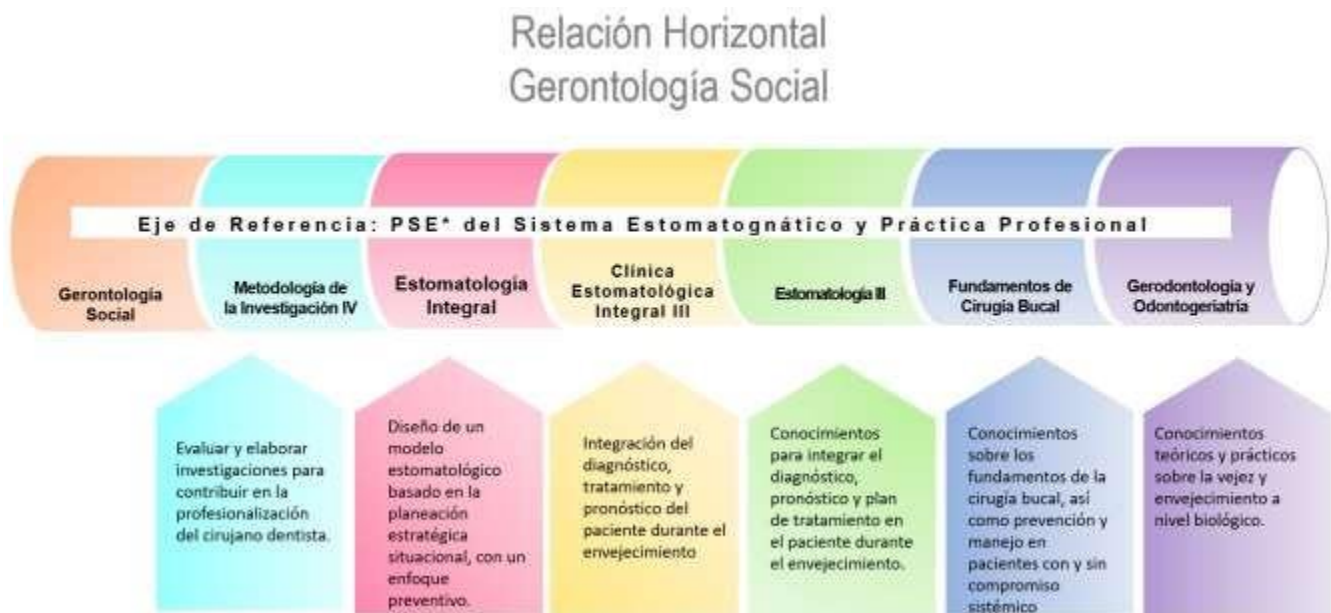 Relación Horizontal
Gerontología Social
Eje de Referencia: PSE* del Sistema Estomatognático y Práctica Profesional
Gerontología
Social
Metodología de
la Investigación IV
Estomatología
Integral
Clínica
Estomatológica
Integral III
Estomatología III
Fundamentos de
Cirugía Bucal
Gerodontología y
Odontogeriatría
Evaluar y elaborar
investigaciones para
contribuir en la
profesionalización
del cirujano dentista.
Diseño de un
modelo
estomatológico
basado en la
planeación
estratégica
situacional, con un
enfoque
preventivo.
Integración del
diagnóstico,
tratamiento y
pronóstico del
paciente durante el
envejecimiento
Conocimientos
para integrar el
diagnóstico,
pronóstico y plan
de tratamiento en
el paciente durante
el envejecimiento.
Conocimientos
sobre los
fundamentos de la
cirugía bucal, así
como prevención y
manejo en
pacientes con y sin
compromiso
sistémico
Conocimientos
teóricos y prácticos
sobre la vejez y
envejecimiento a
nivel biológico.